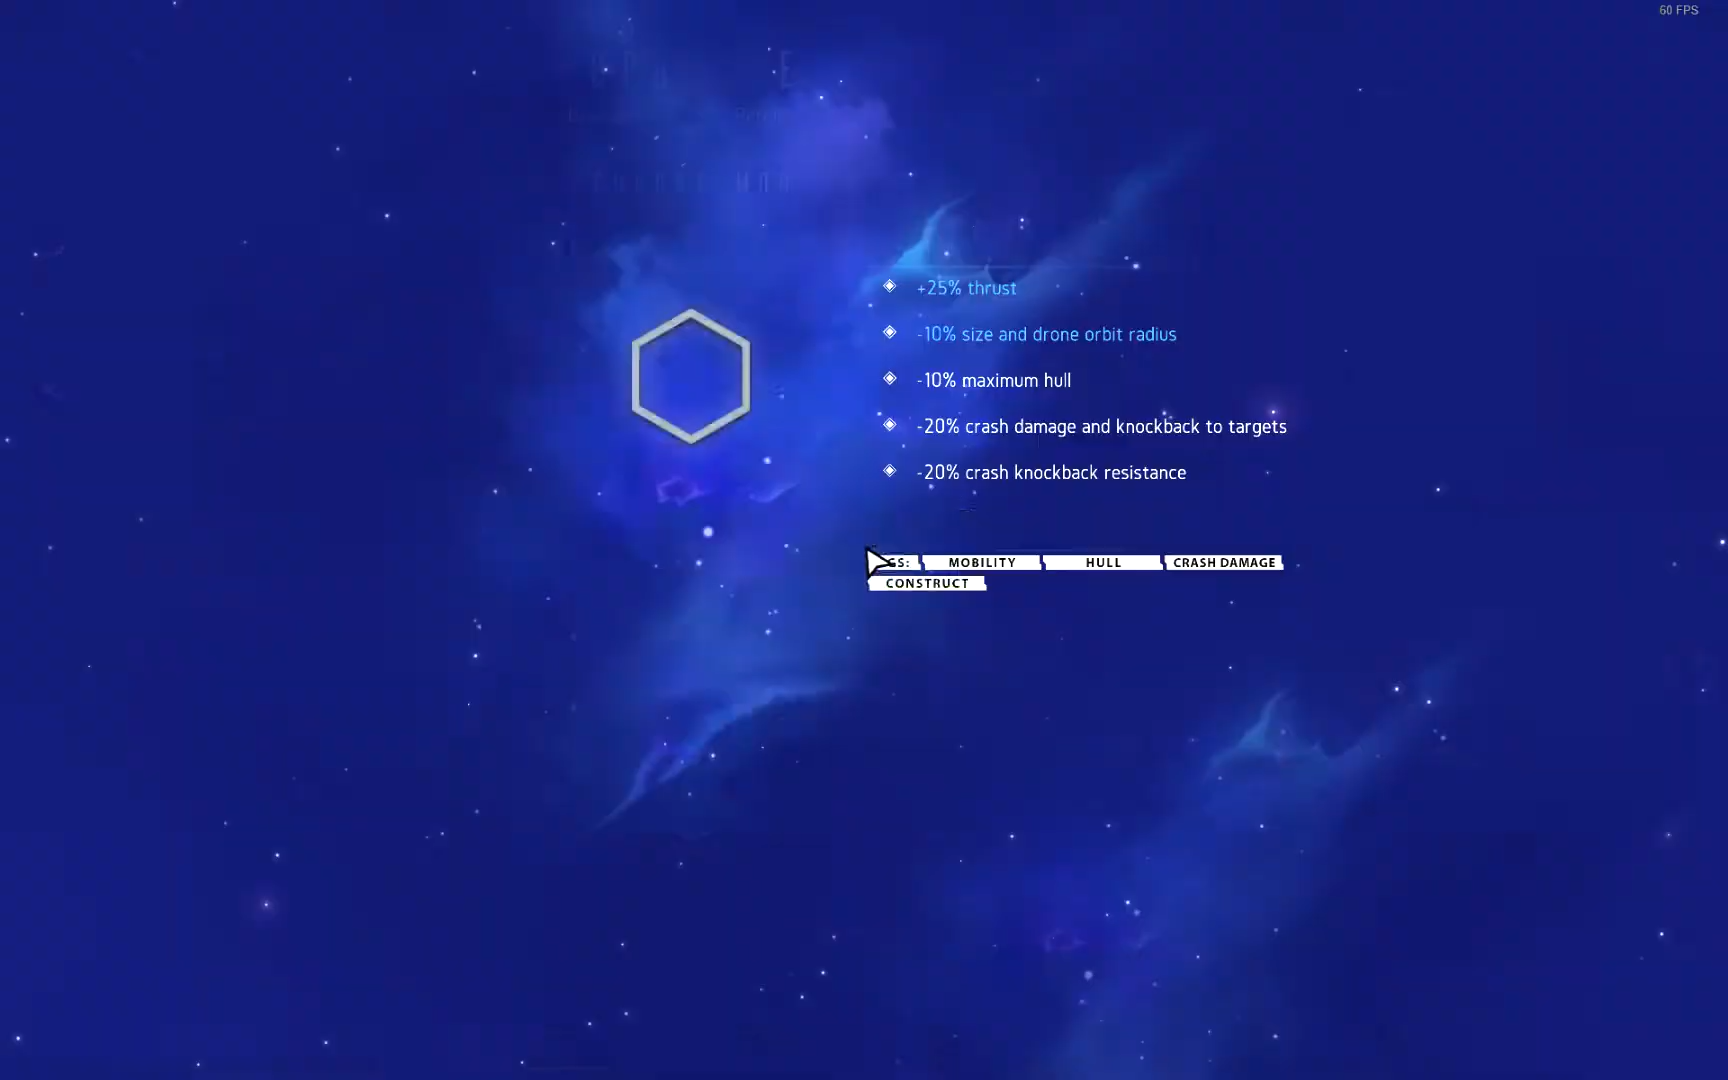 60 FPS
+25% thrust
-10% size and drone orbit radius
-10% maximum hull
-20% crash damage and knockback to targets
-20% crash knockback resistance
MOBILITY HULL CRASH DAMAGE
CONSTRUCT